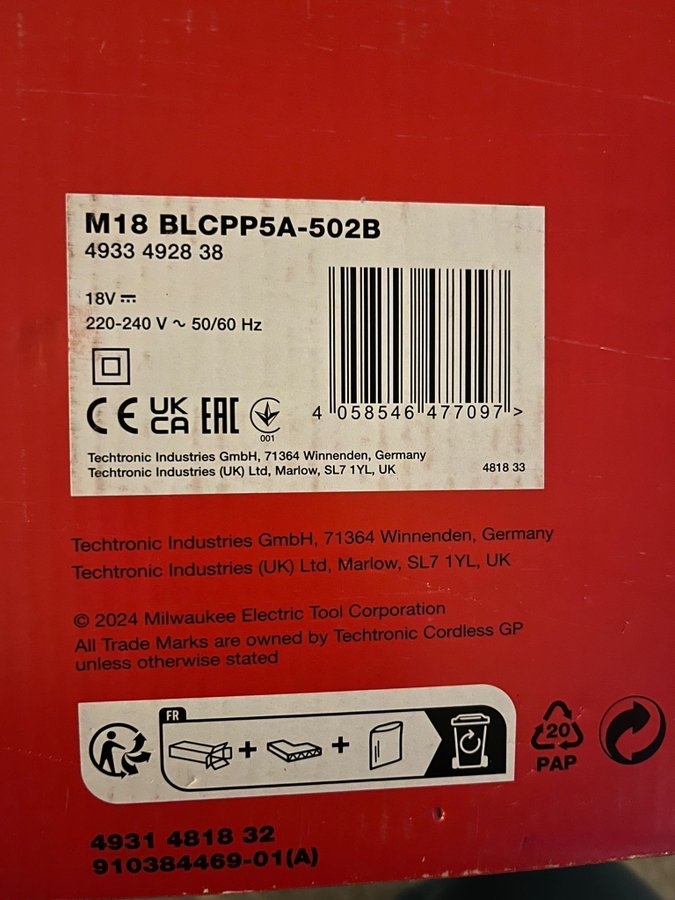 M18 BLCPP5A-502B
4933 4928 38
18V ⎓
220-240 V ~ 50/60 Hz
CE UK CA EAC
001
4 058546 477097 >
Techtronic Industries GmbH, 71364 Winnenden, Germany
Techtronic Industries (UK) Ltd, Marlow, SL7 1YL, UK
4818 33
Techtronic Industries GmbH, 71364 Winnenden, Germany
Techtronic Industries (UK) Ltd, Marlow, SL7 1YL, UK
© 2024 Milwaukee Electric Tool Corporation
All Trade Marks are owned by Techtronic Cordless GP
unless otherwise stated
FR
20
PAP
4931 4818 32
910384469-01(A)